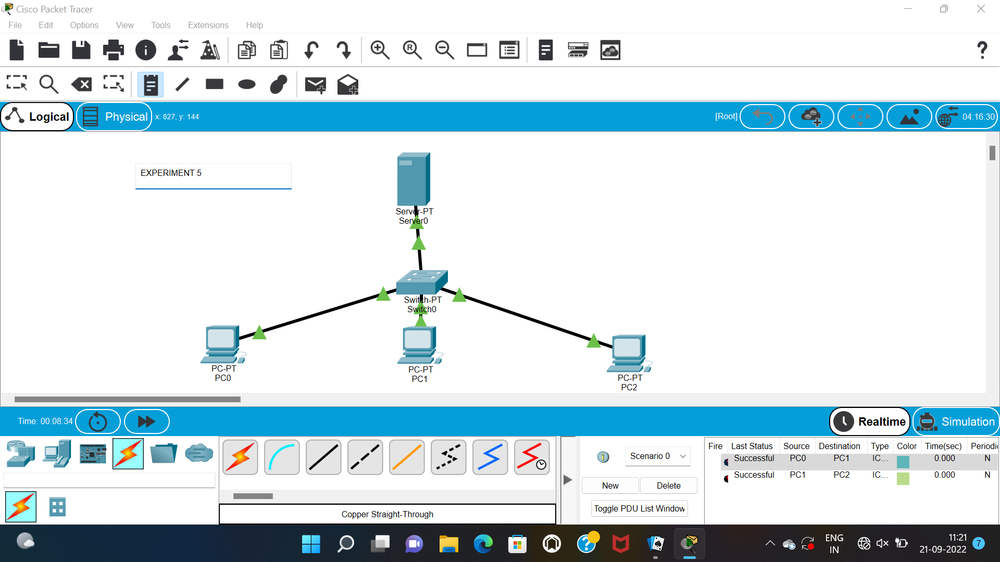 Cisco Packet Tracer
File Edit Options View Tools Extensions Help
Logical Physical x: 827, y: 144 [Root] 04:16:30
EXPERIMENT 5
Server-PT
Server0
Switch-PT
Switch0
PC-PT
PC0
PC-PT
PC1
PC-PT
PC2
Time: 00:08:34 Realtime Simulation
Scenario 0
New Delete
Toggle PDU List Window
Copper Straight-Through
Fire Last Status Source Destination Type Color Time(sec) Periodic
Successful PC0 PC1 IC... 0.000 N
Successful PC1 PC2 IC... 0.000 N
ENG
IN
11:21
21-09-2022
7